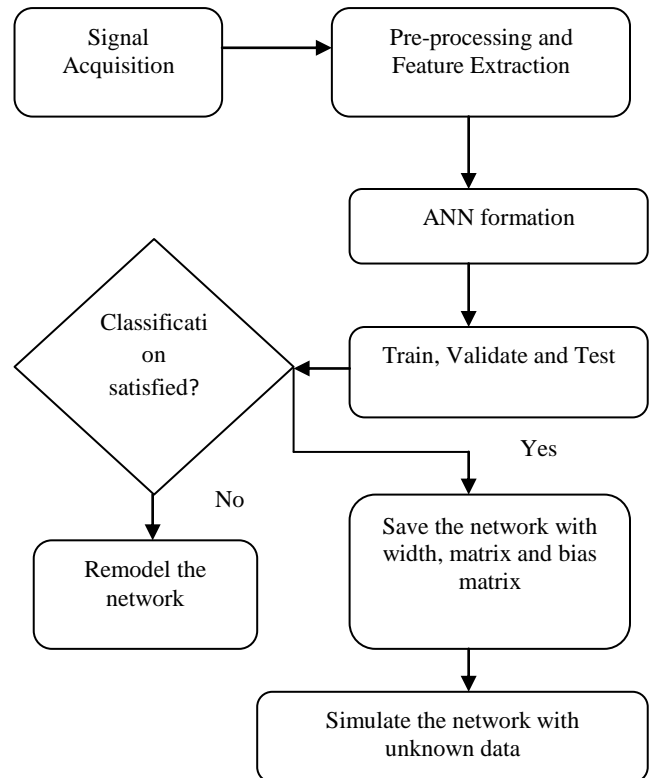 Signal
Acquisition
Pre-processing and
Feature Extraction
ANN formation
Classificati
on
satisfied?
Train, Validate and Test
Yes
No
Save the network with
width, matrix and bias
matrix
Remodel the
network
Simulate the network with
unknown data